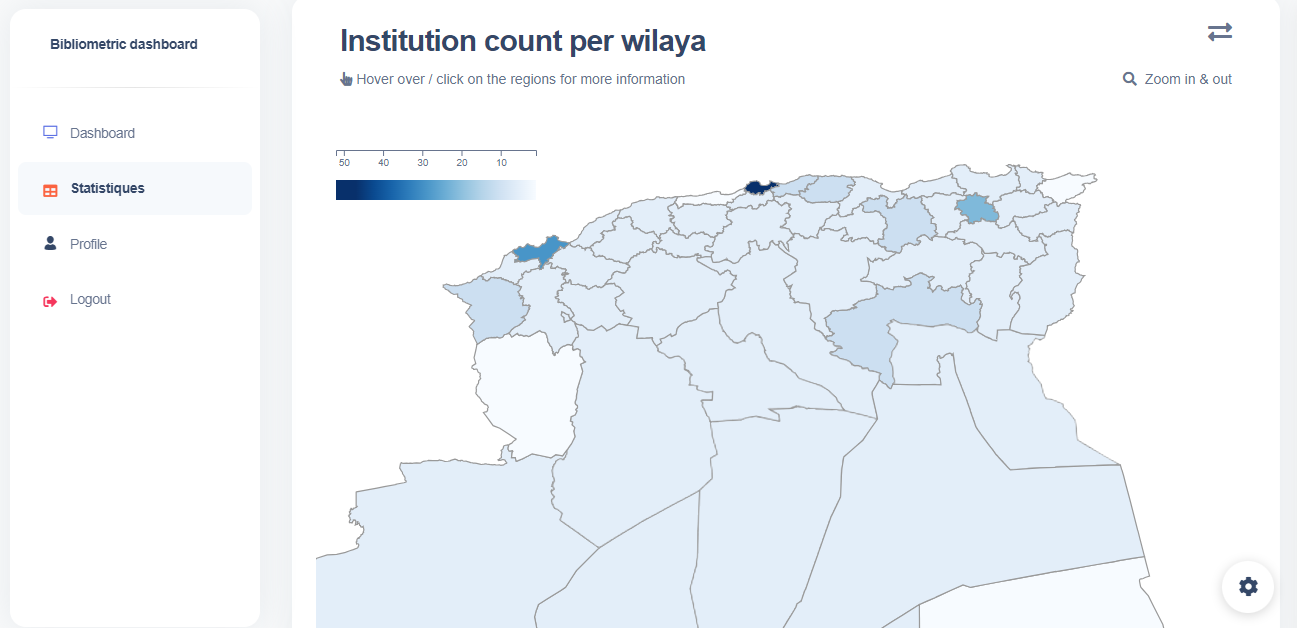 Bibliometric dashboard
Dashboard
Statistiques
Profile
Logout
Institution count per wilaya
Hover over / click on the regions for more information
Zoom in & out
50 40 30 20 10